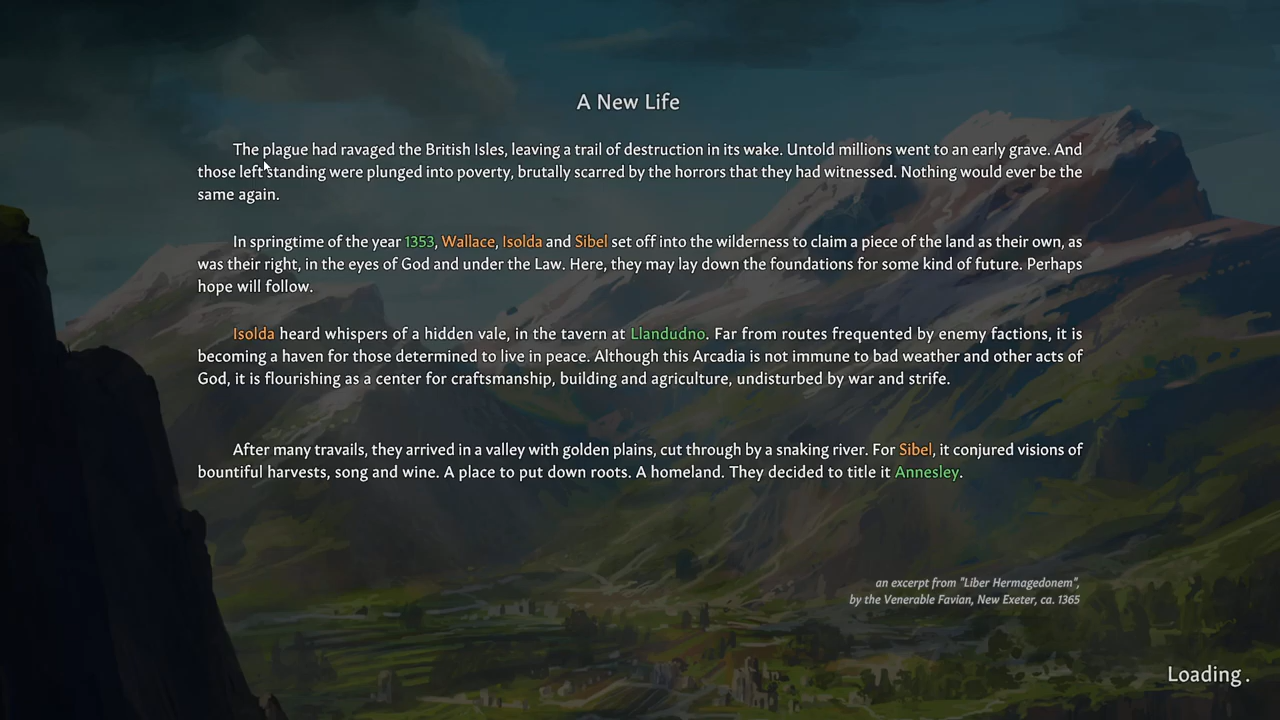 A New Life
The plague had ravaged the British Isles, leaving a trail of destruction in its wake. Untold millions went to an early grave. And
those left standing were plunged into poverty, brutally scarred by the horrors that they had witnessed. Nothing would ever be the
same again.
In springtime of the year 1353, Wallace, Isolda and Sibel set off into the wilderness to claim a piece of the land as their own, as
was their right, in the eyes of God and under the Law. Here, they may lay down the foundations for some kind of future. Perhaps
hope will follow.
Isolda heard whispers of a hidden vale, in the tavern at Llandudno. Far from routes frequented by enemy factions, it is
becoming a haven for those determined to live in peace. Although this Arcadia is not immune to bad weather and other acts of
God, it is flourishing as a center for craftsmanship, building and agriculture, undisturbed by war and strife.
After many travails, they arrived in a valley with golden plains, cut through by a snaking river. For Sibel, it conjured visions of
bountiful harvests, song and wine. A place to put down roots. A homeland. They decided to title it Annesley.
an excerpt from "Liber Hermagedonem",
by the Venerable Favian, New Exeter, ca. 1365
Loading .